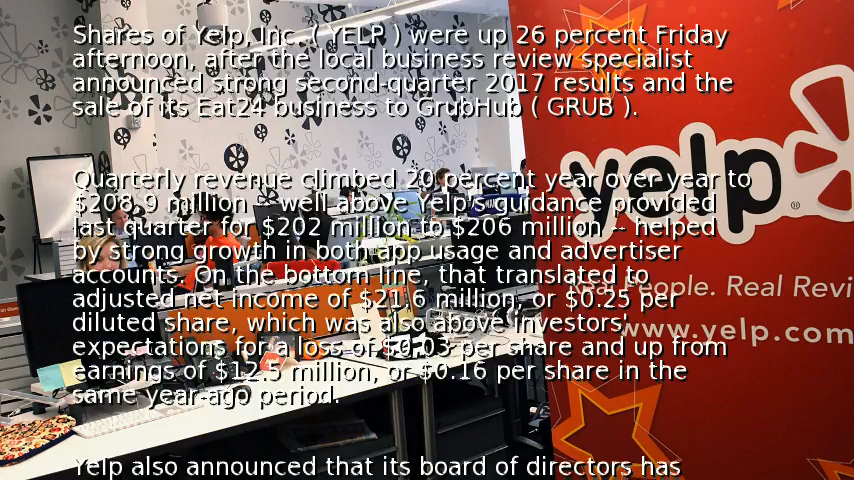 Shares of Yelp, Inc. ( YELP ) were up 26 percent Friday
afternoon, after the local business review specialist
announced strong second-quarter 2017 results and the
sale of its Eat24 business to GrubHub ( GRUB ).
Quarterly revenue climbed 20 percent year over year to
$208.9 million -- well above Yelp's guidance provided
last quarter for $202 million to $206 million -- helped
by strong growth in both app usage and advertiser
accounts. On the bottom line, that translated to
adjusted net income of $21.6 million, or $0.25 per
diluted share, which was also above investors'
expectations for a loss of $0.03 per share and up from
earnings of $12.5 million, or $0.16 per share in the
same year-ago period.
Yelp also announced that its board of directors has
yelp
®
Real People. Real Revi
www.yelp.com